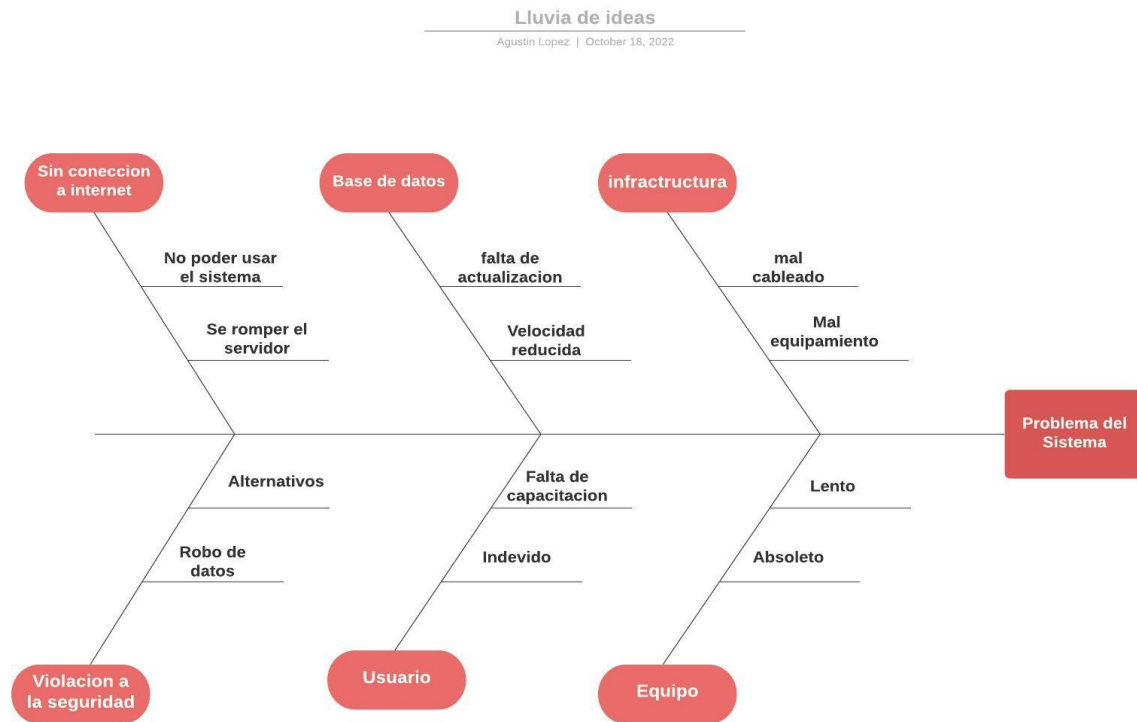 Lluvia de ideas
Agustin Lopez | October 18, 2022
Sin coneccion
a internet
Base de datos
infractructura
No poder usar
el sistema
falta de
actualizacion
mal
cableado
Se romper el
servidor
Velocidad
reducida
Mal
equipamiento
Problema del
Sistema
Alternativos
Falta de
capacitacion
Lento
Robo de
datos
Indevido
Absoleto
Violacion a
la seguridad
Usuario
Equipo